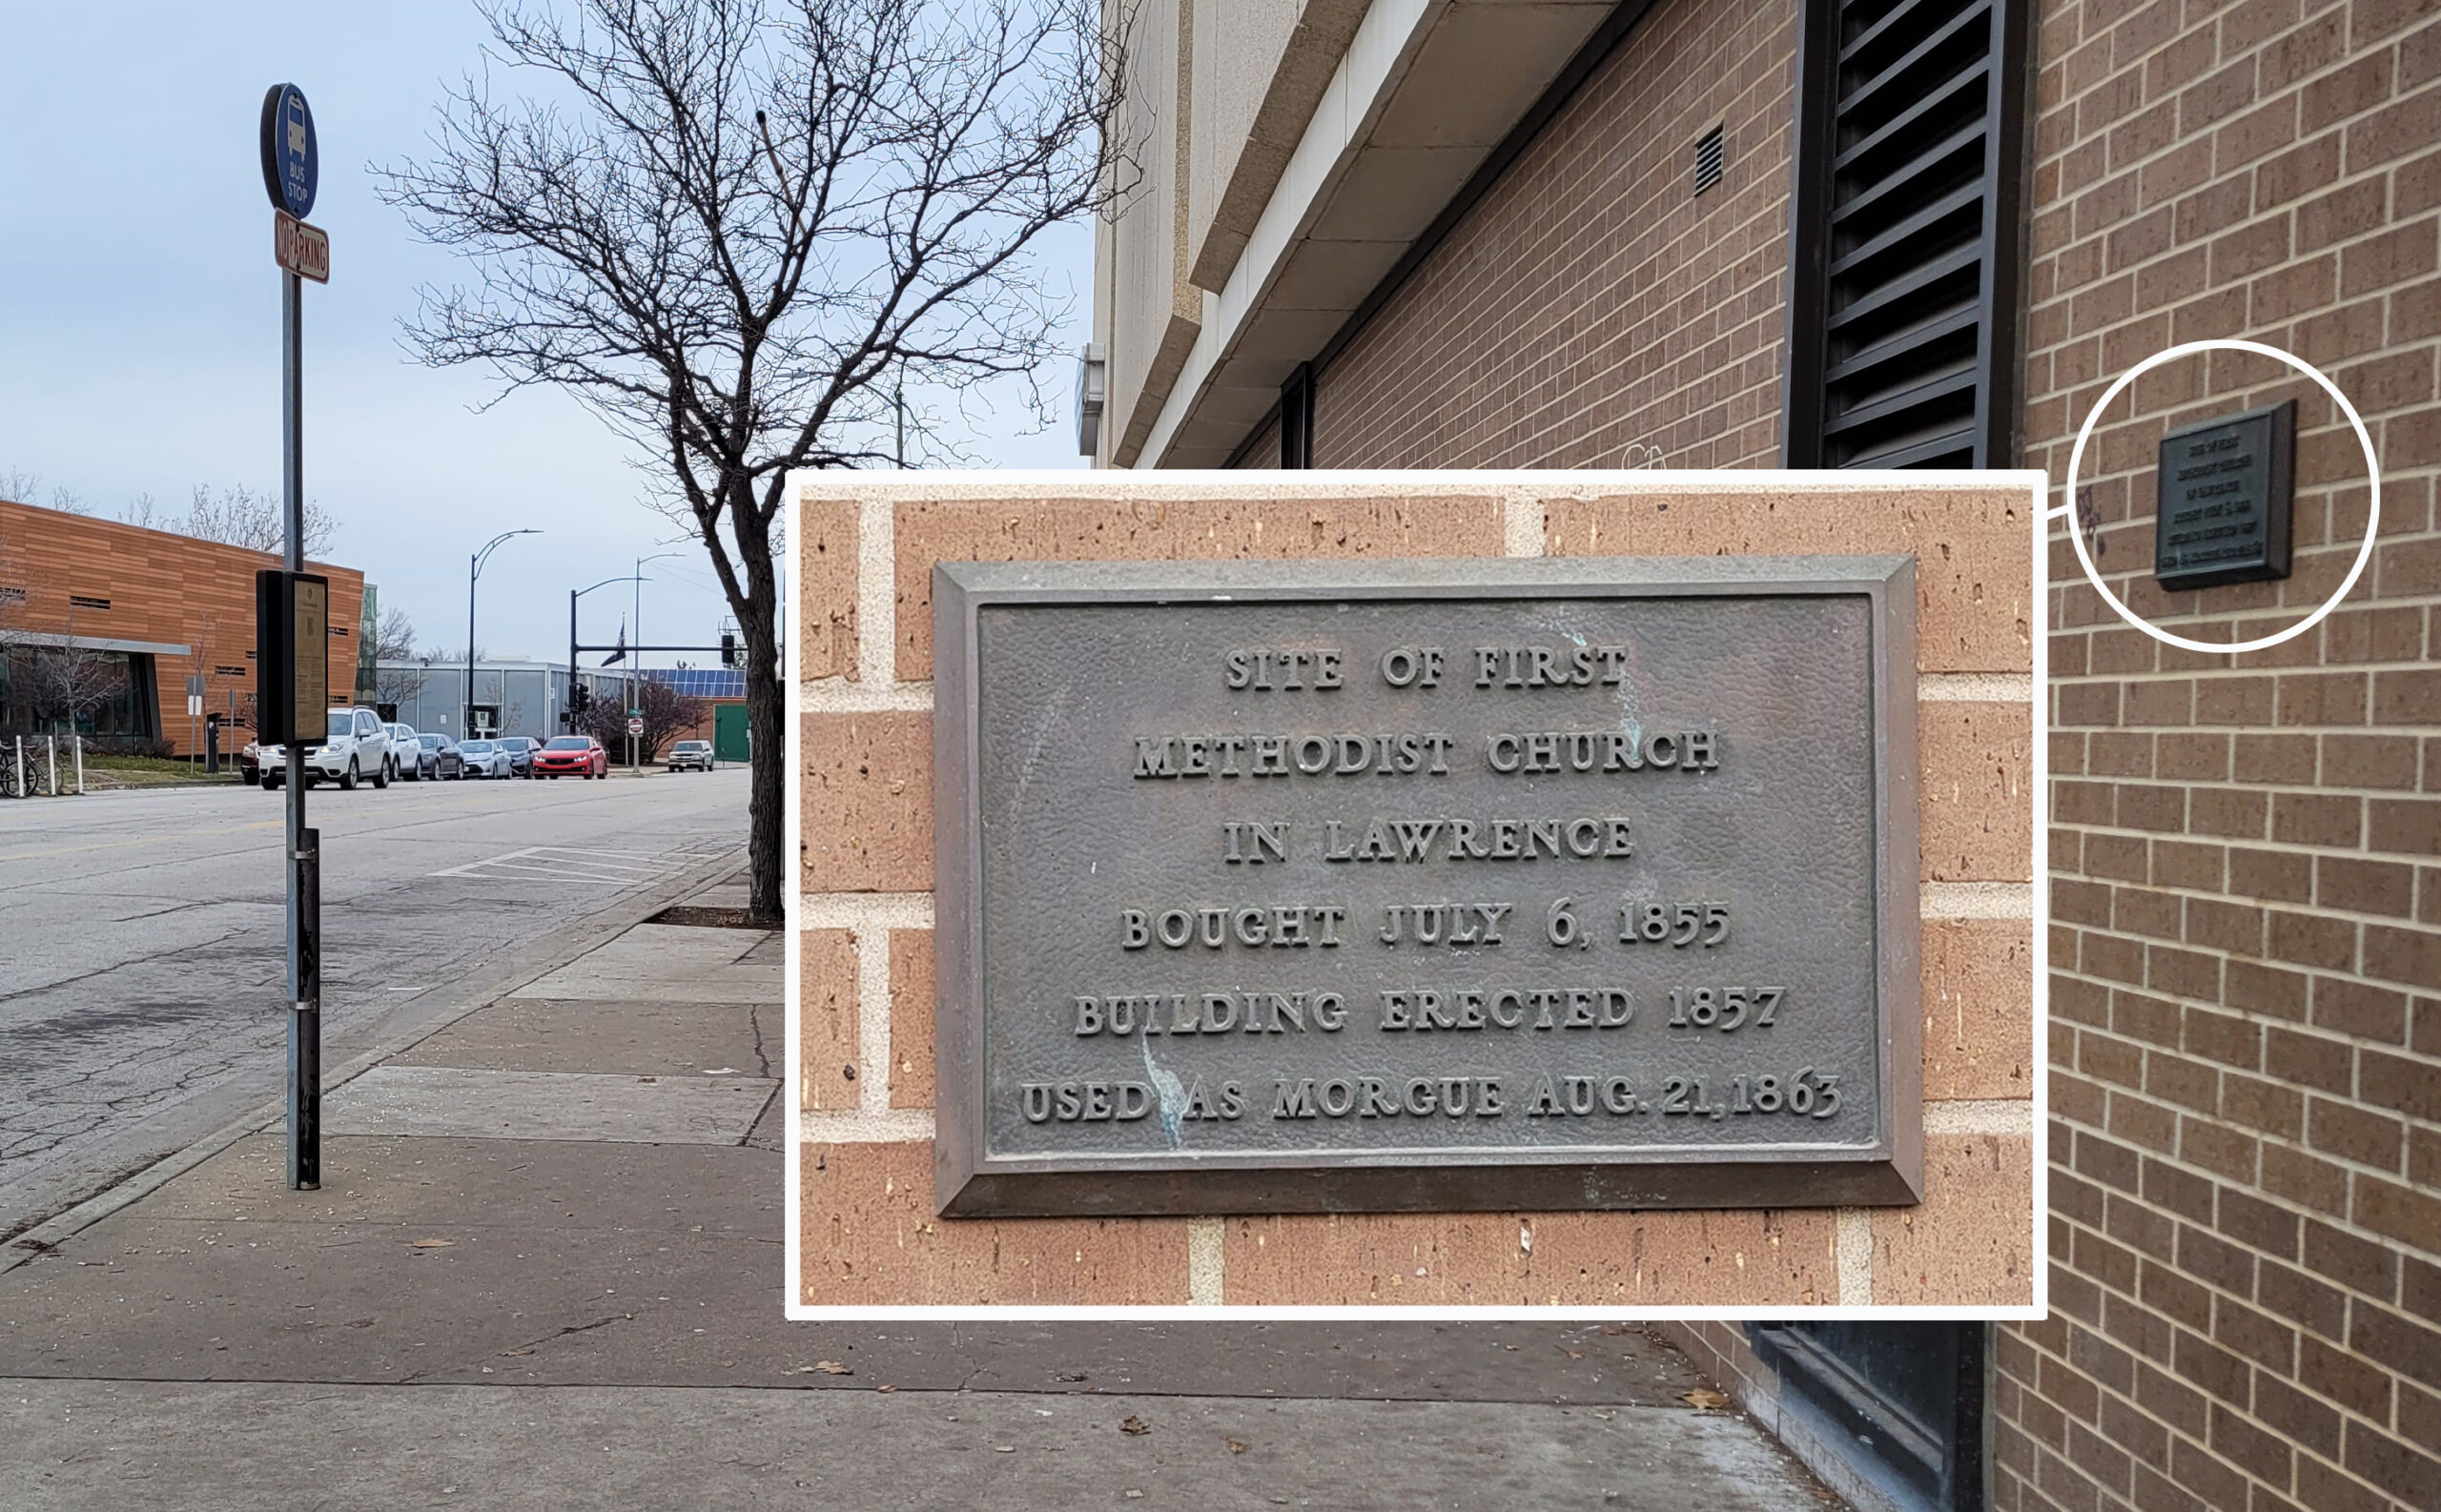 BUS
STOP
NO PARKING
SITE OF FIRST
METHODIST CHURCH
IN LAWRENCE
BOUGHT JULY 6, 1855
BUILDING ERECTED 1857
USED AS MORGUE AUG. 21, 1863